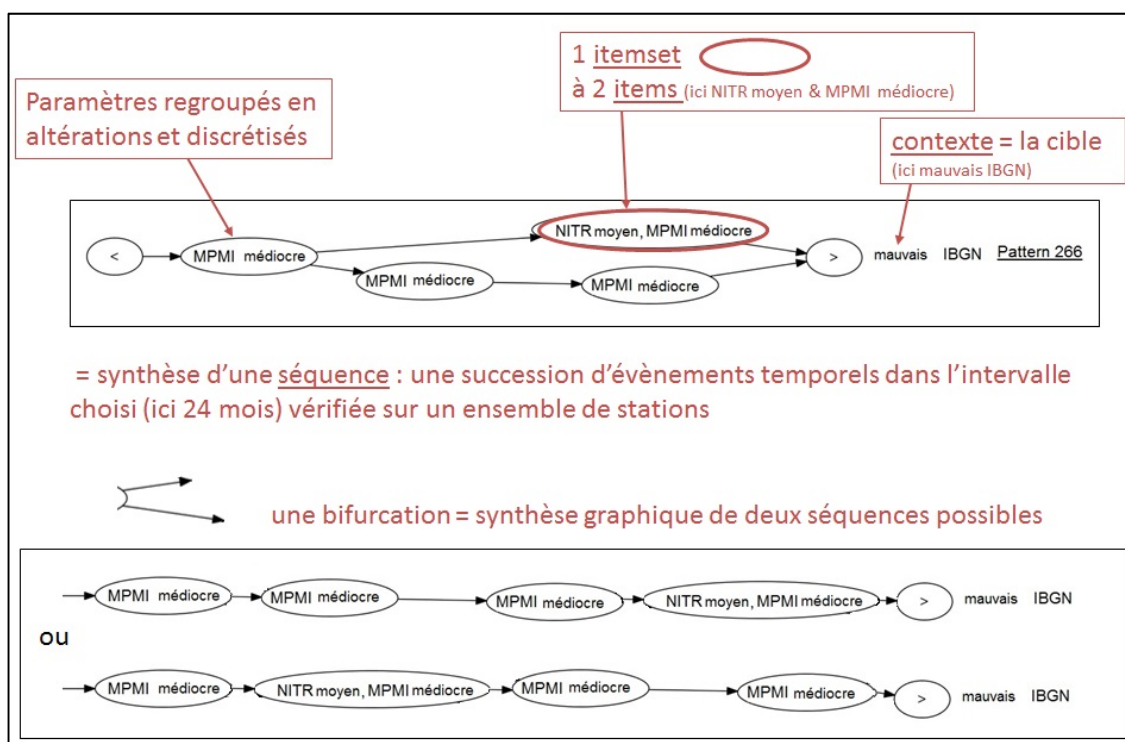 1 itemset
à 2 items (ici NITR moyen & MPMI médiocre)
Paramètres regroupés en
altérations et discrétisés
contexte = la cible
(ici mauvais IBGN)
NITR moyen, MPMI médiocre
< MPMI médiocre > mauvais IBGN Pattern 266
MPMI médiocre MPMI médiocre
= synthèse d’une séquence : une succession d’évènements temporels dans l’intervalle
choisi (ici 24 mois) vérifiée sur un ensemble de stations
une bifurcation = synthèse graphique de deux séquences possibles
MPMI médiocre MPMI médiocre MPMI médiocre NITR moyen, MPMI médiocre > mauvais IBGN
ou
MPMI médiocre NITR moyen, MPMI médiocre MPMI médiocre MPMI médiocre > mauvais IBGN